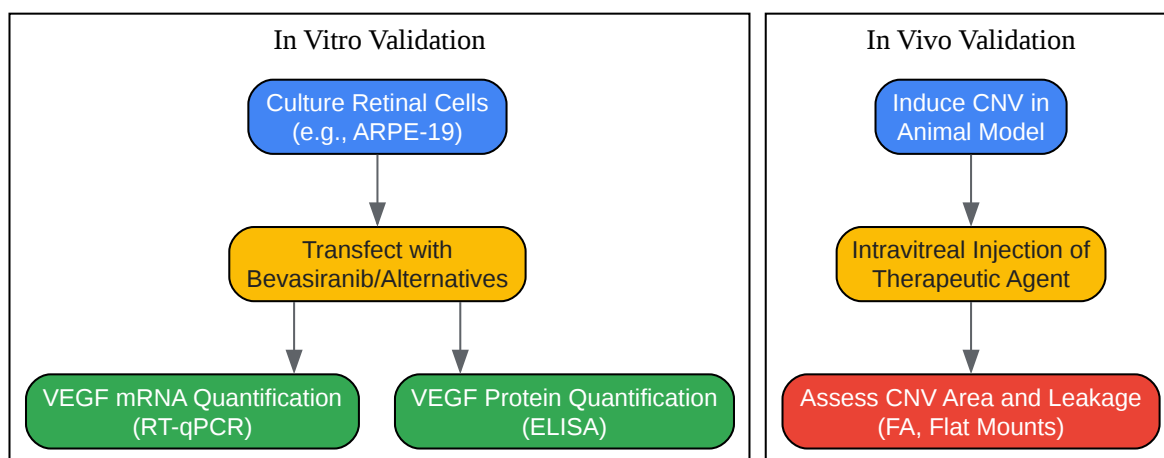 In Vitro Validation
Culture Retinal Cells
(e.g., ARPE-19)
Transfect with
Bevasiranib/Alternatives
VEGF mRNA Quantification
(RT-qPCR)
VEGF Protein Quantification
(ELISA)
In Vivo Validation
Induce CNV in
Animal Model
Intravitreal Injection of
Therapeutic Agent
Assess CNV Area and Leakage
(FA, Flat Mounts)